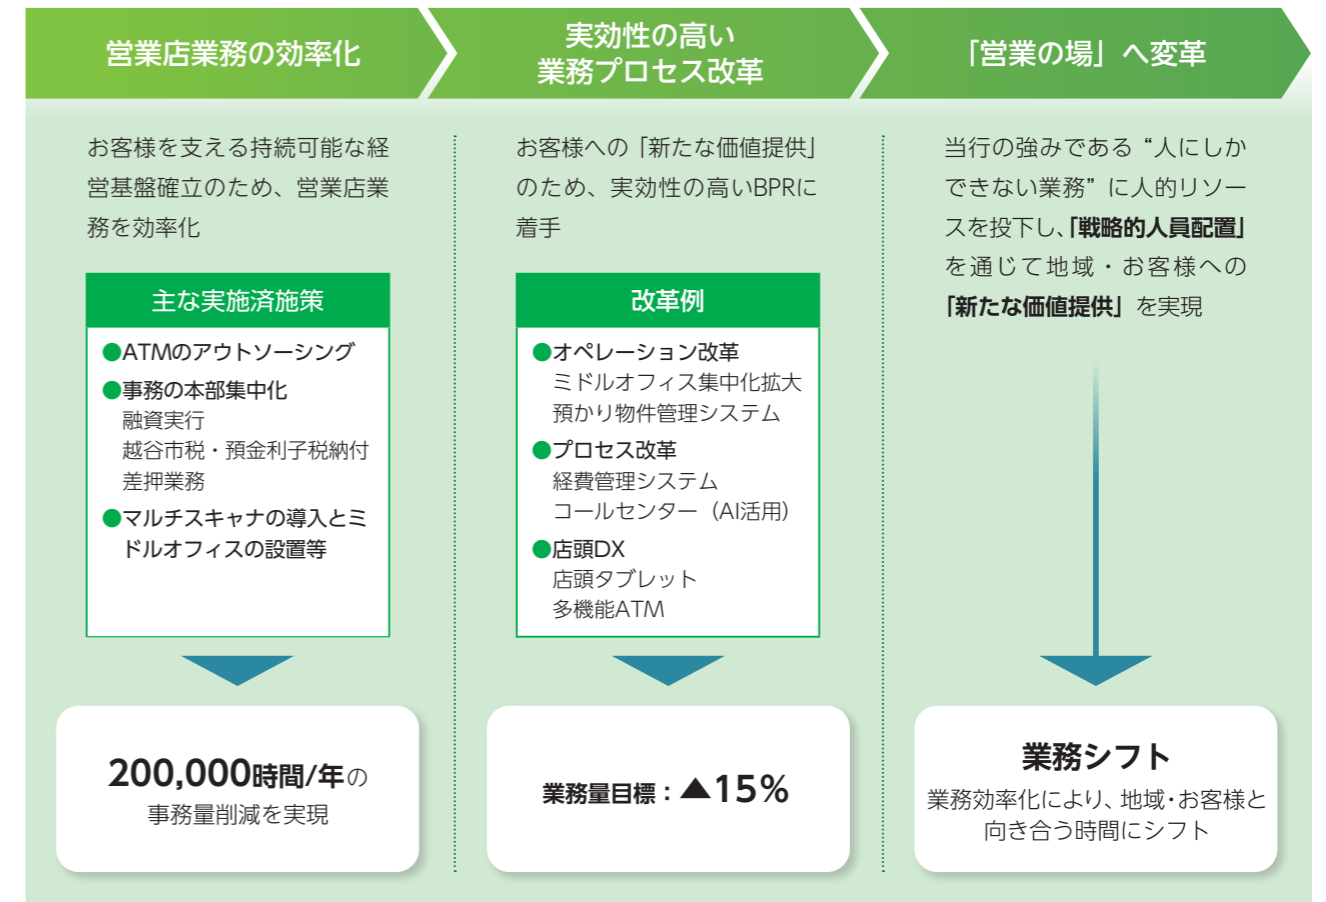 営業店業務の効率化
お客様を支える持続可能な経
営基盤確立のため、営業店業
務を効率化
主な実施済施策
●ATMのアウトソーシング
●事務の本部集中化
融資実行
越谷市税・預金利子税納付
差押業務
●マルチスキャナの導入とミ
ドルオフィスの設置等
200,000時間/年の
事務量削減を実現
実効性の高い
業務プロセス改革
お客様への「新たな価値提供」
のため、実効性の高いBPRに
着手
改革例
●オペレーション改革
ミドルオフィス集中化拡大
預かり物件管理システム
●プロセス改革
経費管理システム
コールセンター（AI活用）
●店頭DX
店頭タブレット
多機能ATM
業務量目標：▲15%
「営業の場」へ変革
当行の強みである“人にしか
できない業務”に人的リソー
スを投下し、「戦略的人員配置」
を通じて地域・お客様への
「新たな価値提供」を実現
業務シフト
業務効率化により、地域・お客様と
向き合う時間にシフト